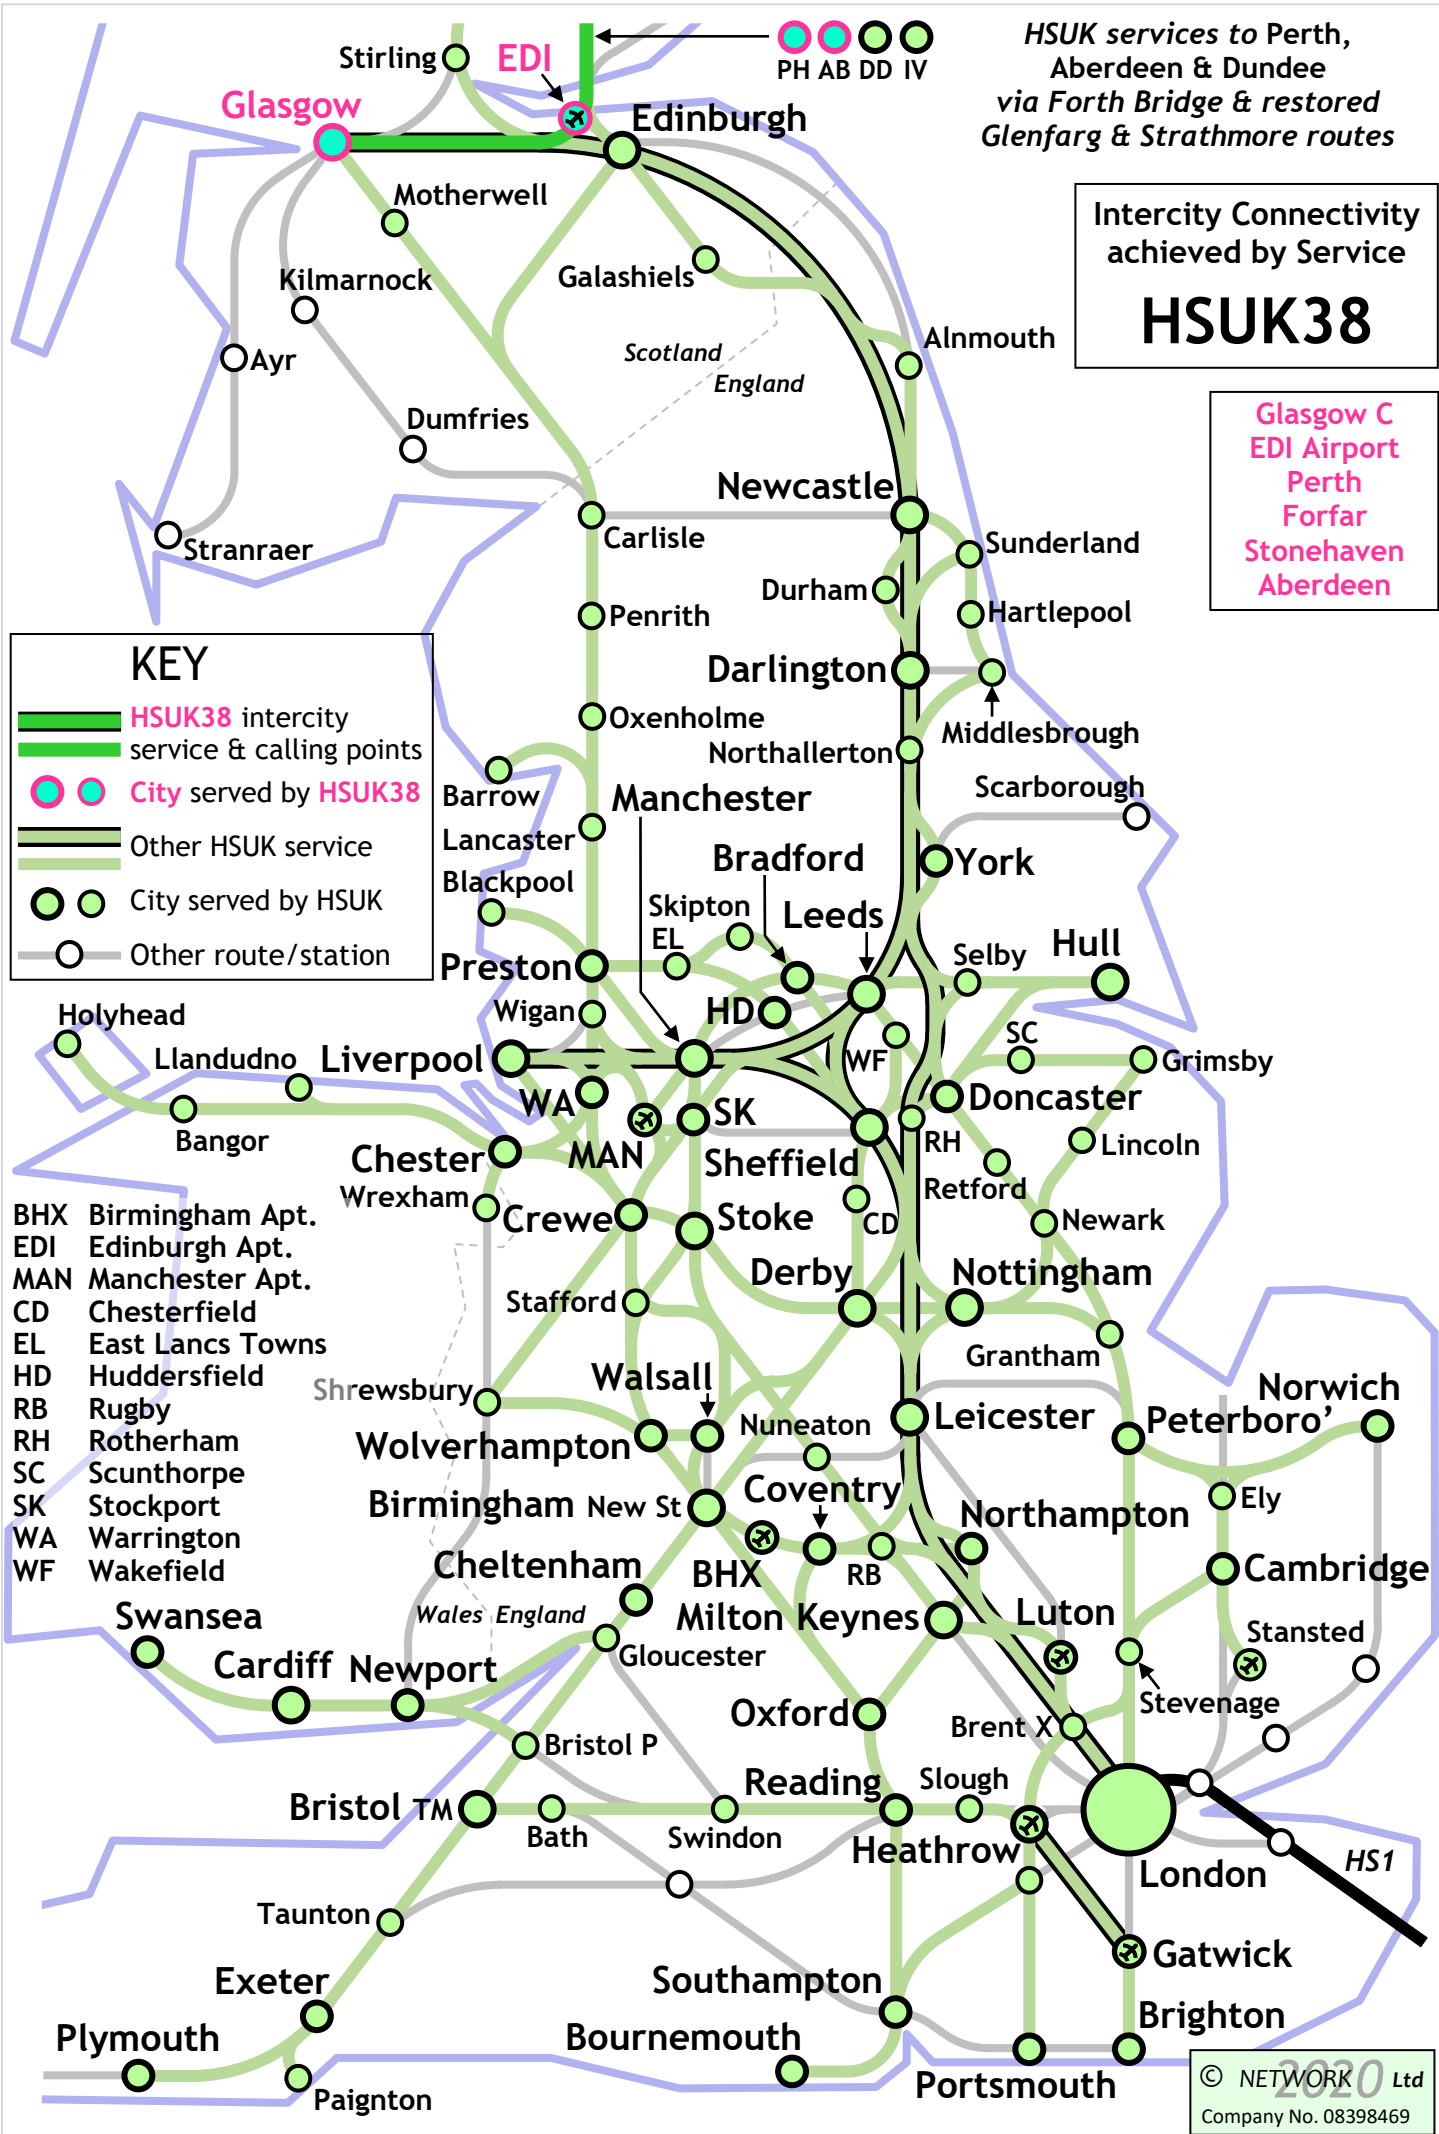 Stirling
EDI
PH AB DD IV
HSUK services to Perth,
Aberdeen & Dundee
via Forth Bridge & restored
Glenfarg & Strathmore routes
Glasgow
Edinburgh
Motherwell
Intercity Connectivity
achieved by Service
HSUK38
Kilmarnock
Galashiels
Alnmouth
Ayr
Scotland
England
Glasgow C
EDI Airport
Perth
Forfar
Stonehaven
Aberdeen
Dumfries
Newcastle
Carlisle
Stranraer
Sunderland
Durham
Hartlepool
Penrith
Darlington
Middlesbrough
KEY
HSUK38 intercity
service & calling points
City served by HSUK38
Other HSUK service
City served by HSUK
Other route/station
Oxenholme
Northallerton
Barrow
Manchester
Scarborough
Lancaster
Bradford
York
Blackpool
Skipton
EL
Leeds
Preston
Selby
Hull
Wigan
HD
Holyhead
Llandudno
Liverpool
WF
SC
Grimsby
WA
Doncaster
Bangor
MAN
SK
RH
Lincoln
Chester
Sheffield
Retford
Wrexham
Crewe
Stoke
CD
Newark
BHX Birmingham Apt.
EDI Edinburgh Apt.
MAN Manchester Apt.
CD Chesterfield
EL East Lancs Towns
HD Huddersfield
RB Rugby
RH Rotherham
SC Scunthorpe
SK Stockport
WA Warrington
WF Wakefield
Derby
Nottingham
Stafford
Grantham
Shrewsbury
Walsall
Norwich
Wolverhampton
Nuneaton
Leicester
Peterboro’
Birmingham New St
Coventry
Ely
Northampton
Cheltenham
BHX
RB
Cambridge
Swansea
Wales England
Milton Keynes
Luton
Stansted
Gloucester
Cardiff
Newport
Stevenage
Oxford
Brent X
Bristol P
Reading
Slough
Bristol TM
Bath
Swindon
Heathrow
London
HS1
Taunton
Gatwick
Exeter
Southampton
Brighton
Plymouth
Bournemouth
Paignton
Portsmouth
© NETWORK 2020 Ltd
Company No. 08398469